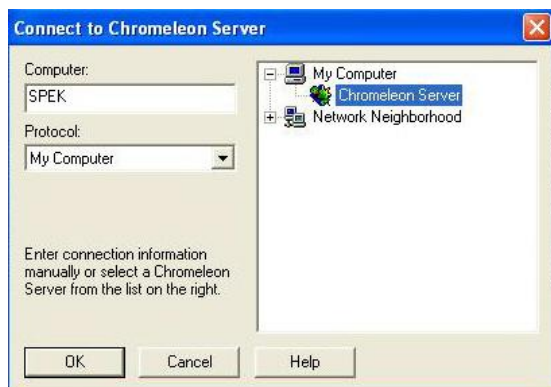 Connect to Chromeleon Server
Computer:
SPEK
Protocol:
My Computer
Enter connection information
manually or select a Chromeleon
Server from the list on the right.
My Computer
Chromeleon Server
Network Neighborhood
OK
Cancel
Help